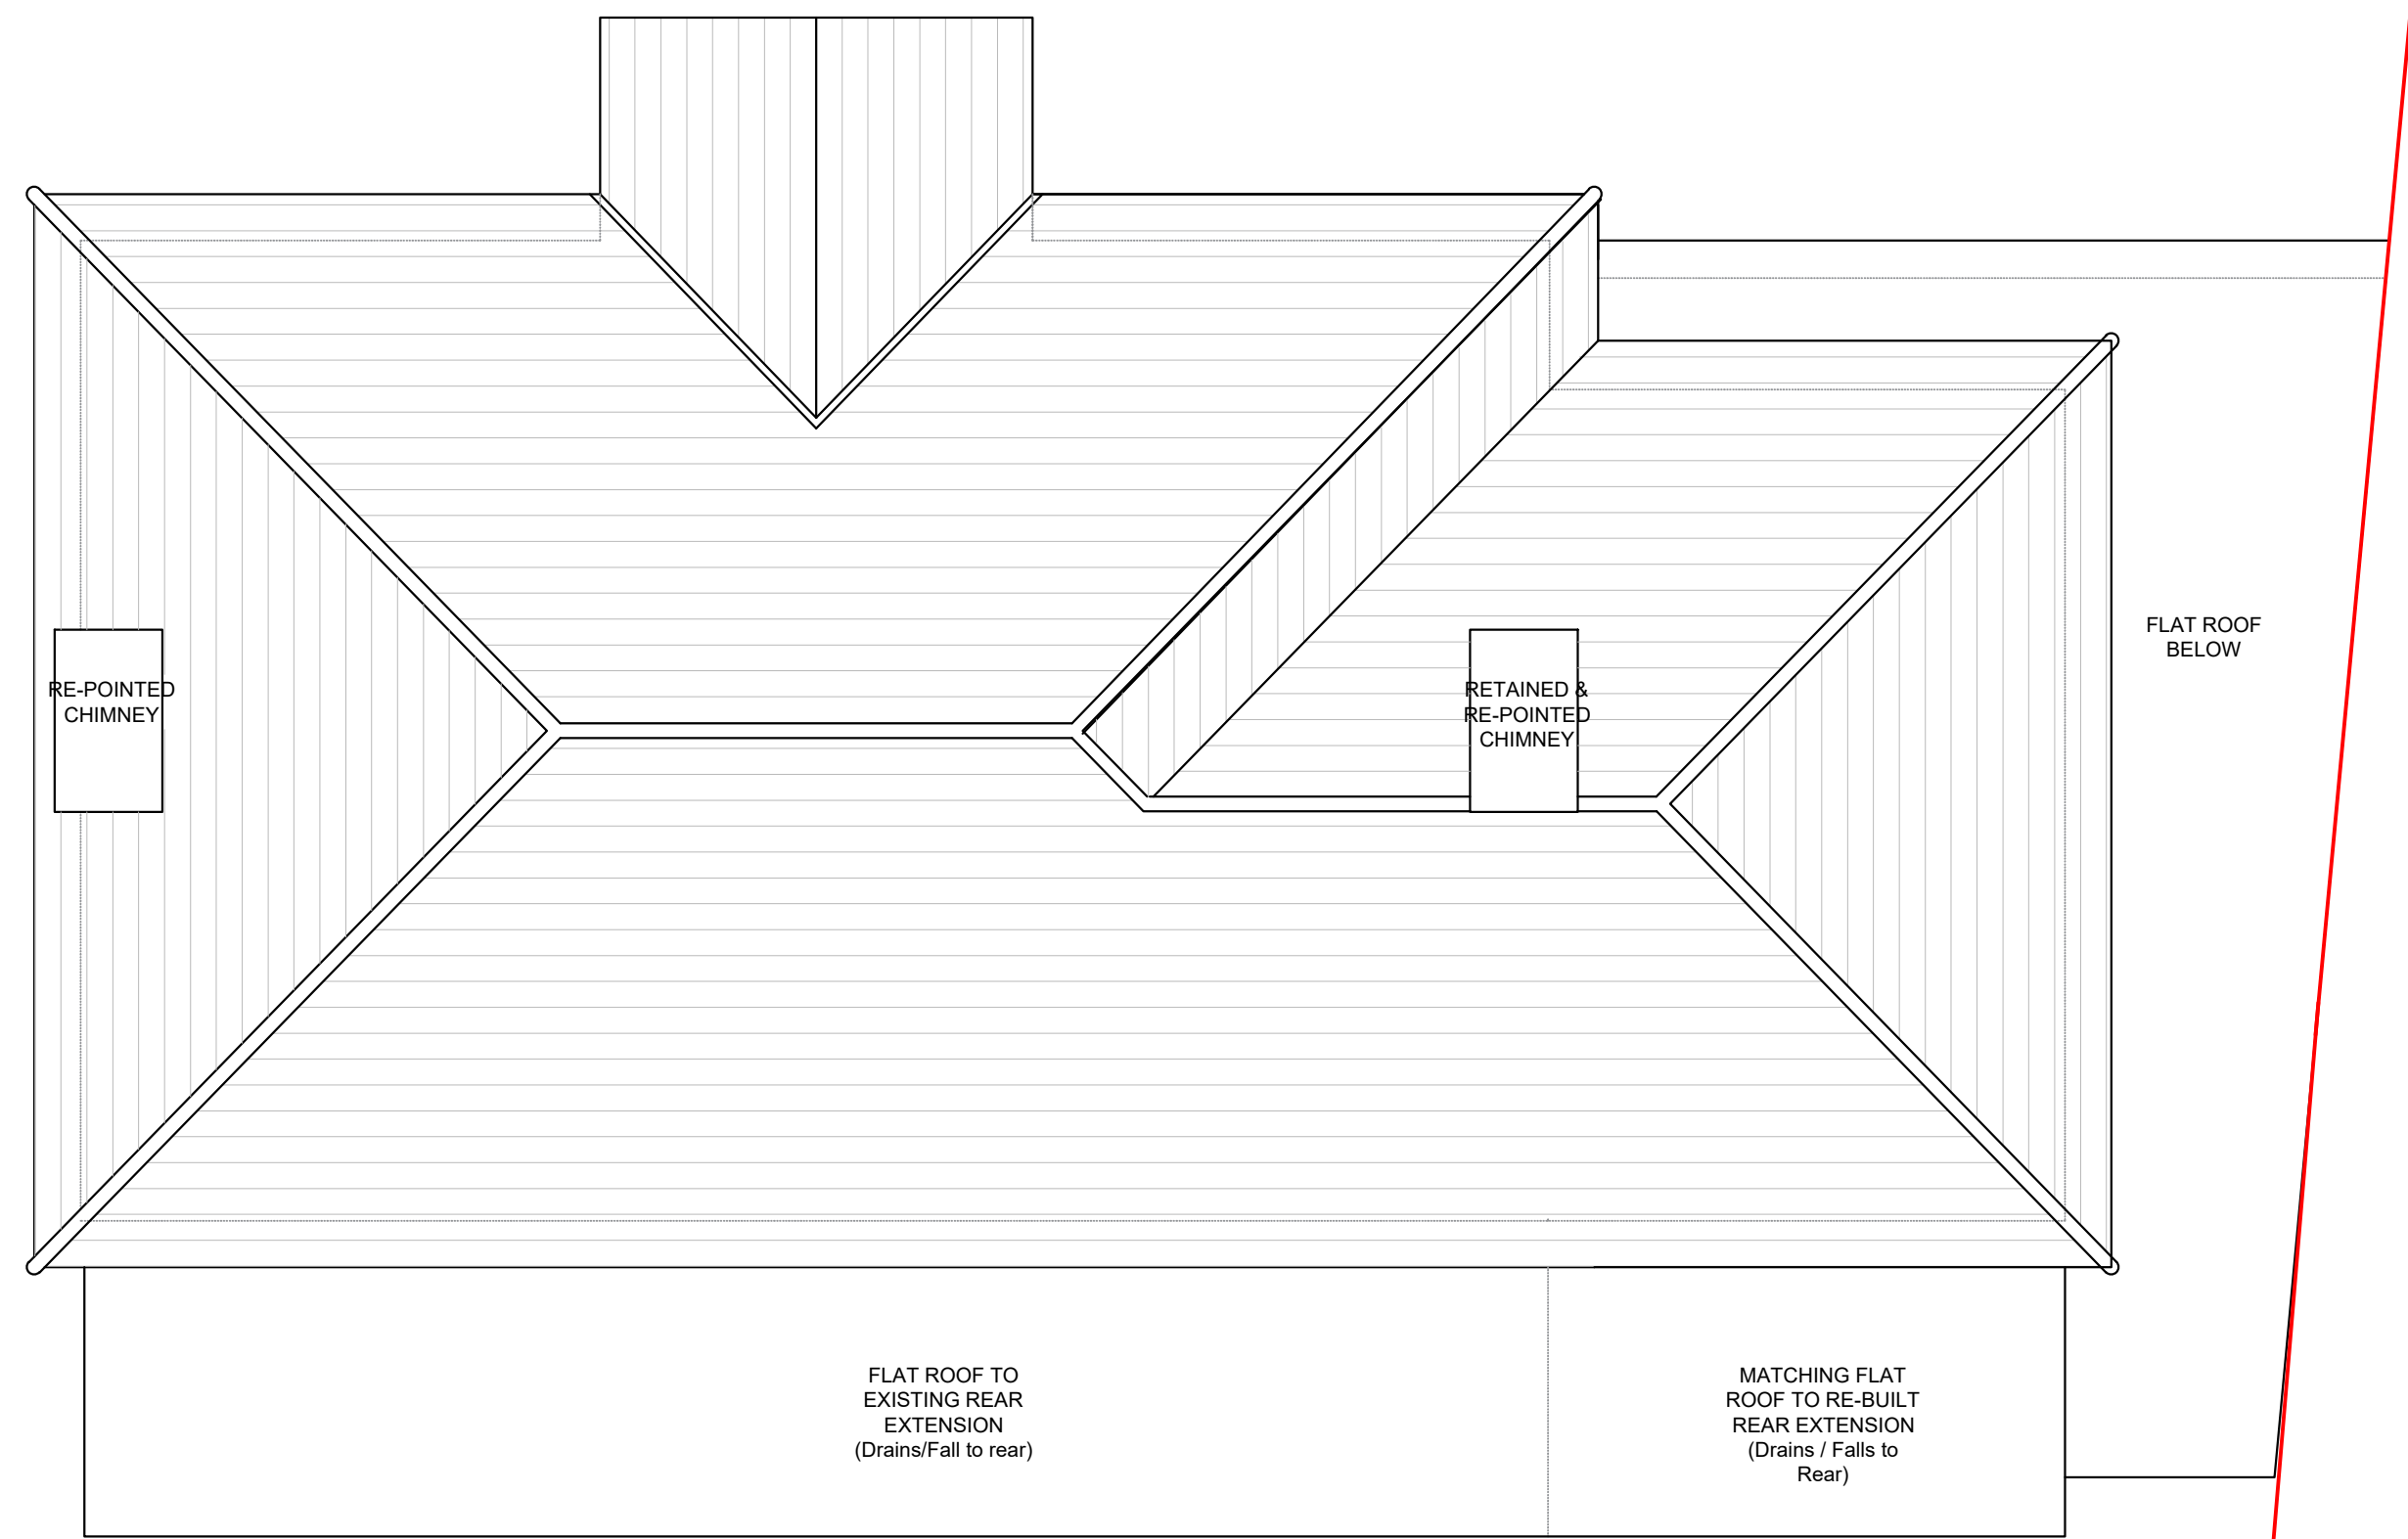 FLAT ROOF
BELOW
RE-POINTED
CHIMNEY
RETAINED &
RE-POINTED
CHIMNEY
FLAT ROOF TO
EXISTING REAR
EXTENSION
(Drains/Fall to rear)
MATCHING FLAT
ROOF TO RE-BUILT
REAR EXTENSION
(Drains / Falls to
Rear)